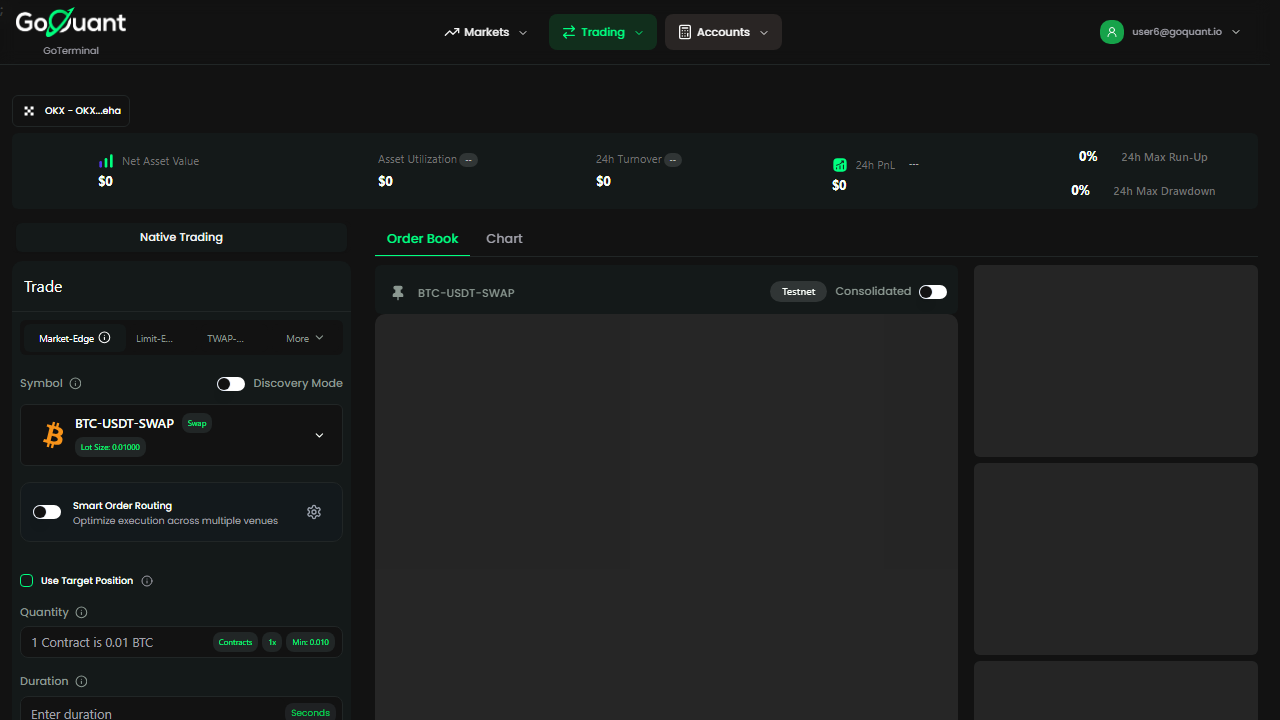 GoQuant
GoTerminal
Markets
Trading
Accounts
user6@goquant.io
OKX - OKX...eha
Net Asset Value
$0
Asset Utilization --
$0
24h Turnover --
$0
24h PnL ---
$0
0% 24h Max Run-Up
0% 24h Max Drawdown
Native Trading
Order Book
Chart
Trade
BTC-USDT-SWAP
Testnet
Consolidated
Market-Edge
Limit-E...
TWAP-...
More
Symbol
Discovery Mode
BTC-USDT-SWAP
Swap
Lot Size: 0.01000
Smart Order Routing
Optimize execution across multiple venues
Use Target Position
Quantity
1 Contract is 0.01 BTC
Contracts
1x
Min: 0.010
Duration
Enter duration
Seconds